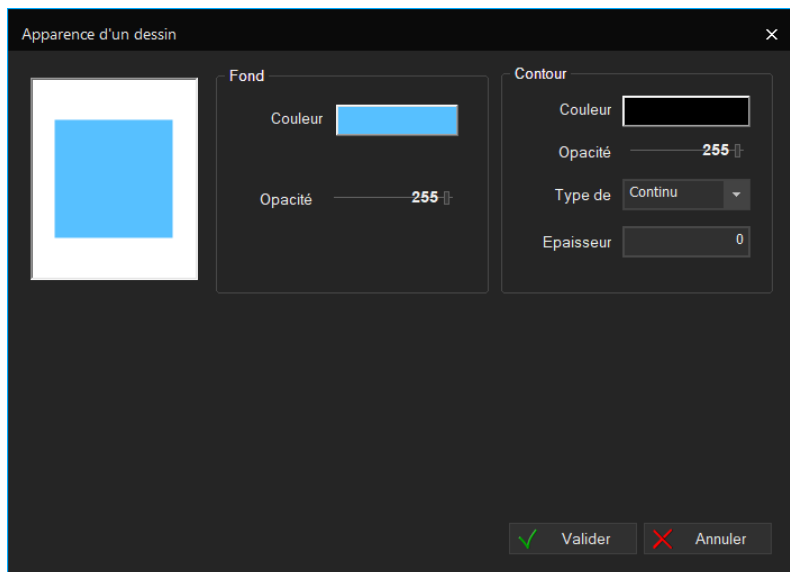 Apparence d'un dessin
Fond
Couleur
Opacité 255
Contour
Couleur
Opacité 255
Type de Continu
Epaisseur 0
Valider Annuler